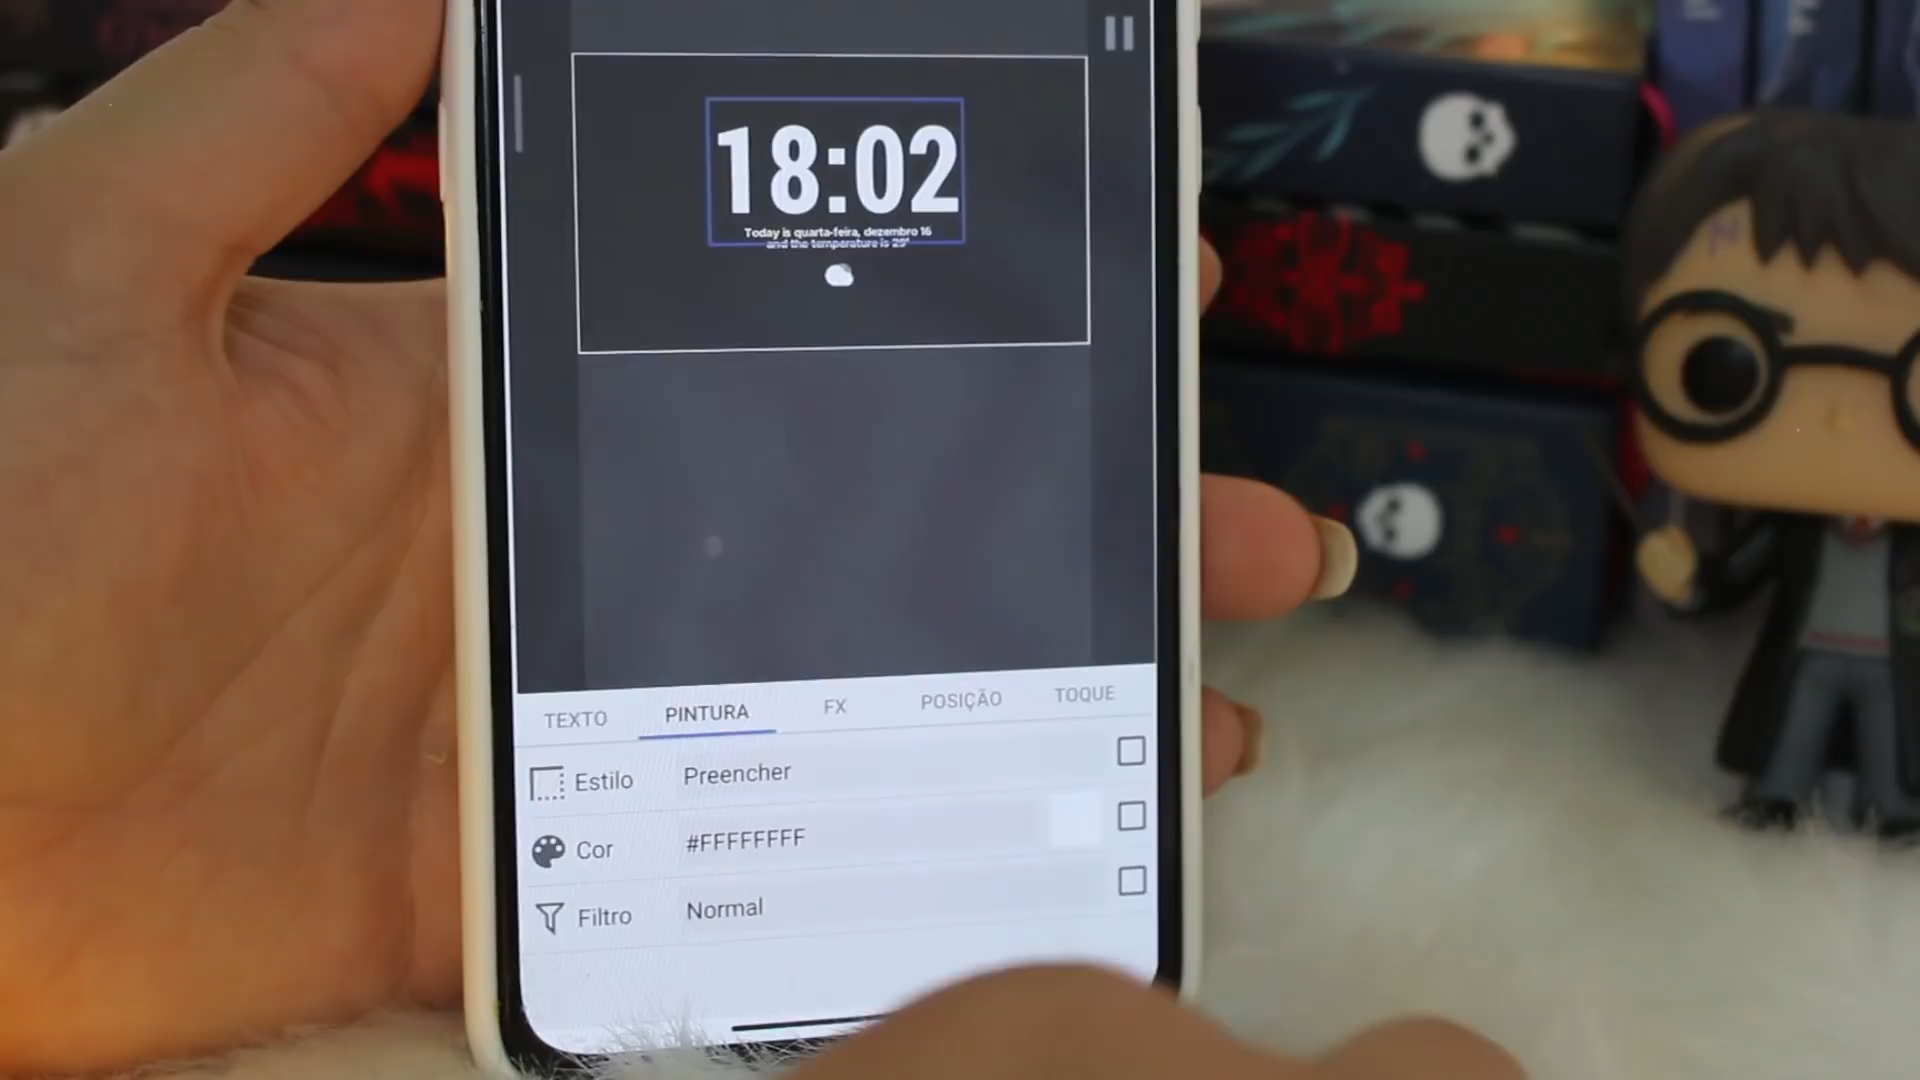 18:02
Today is quarta-feira, dezembro 16
and the temperature is 29°
TEXTO PINTURA FX POSIÇÃO TOQUE
Estilo Preencher
Cor #FFFFFFFF
Filtro Normal